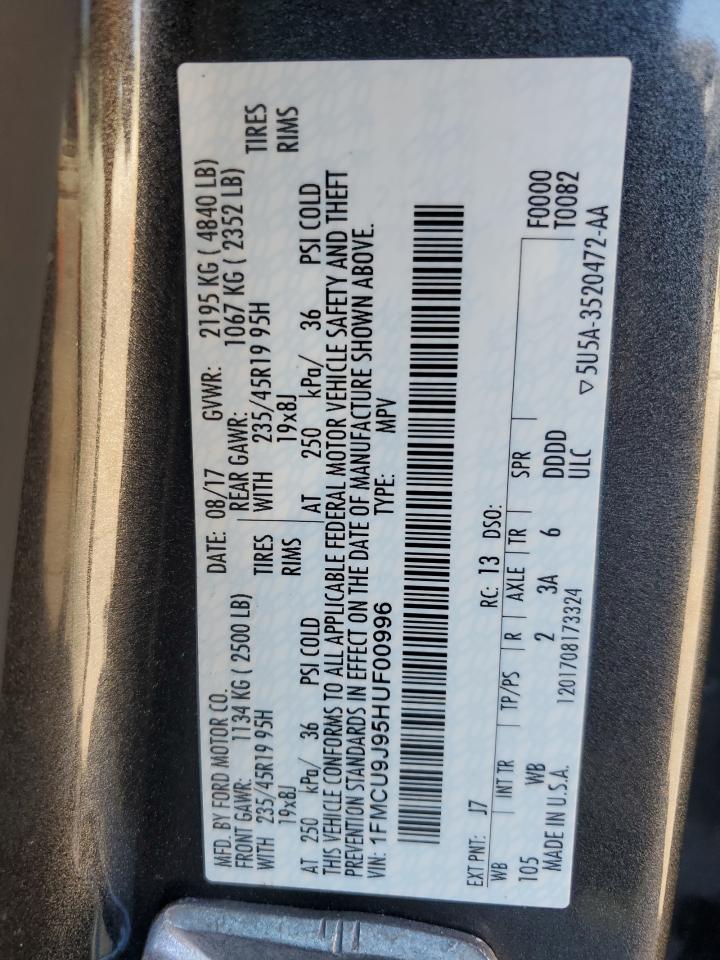 MFD. BY FORD MOTOR CO. DATE: 08/17 GVWR: 2195 KG ( 4840 LB)
FRONT GAWR: 1134 KG ( 2500 LB) REAR GAWR: 1067 KG ( 2352 LB)
WITH 235/45R19 95H TIRES WITH 235/45R19 95H TIRES
19x8J RIMS 19x8J RIMS
AT 250 kPa/ 36 PSI COLD AT 250 kPa/ 36 PSI COLD
THIS VEHICLE CONFORMS TO ALL APPLICABLE FEDERAL MOTOR VEHICLE SAFETY AND THEFT
PREVENTION STANDARDS IN EFFECT ON THE DATE OF MANUFACTURE SHOWN ABOVE.
VIN: 1FMCU9J95HUF00996 TYPE: MPV
EXT PNT: J7 RC: 13 DSO:
WB INT TR TP/PS R AXLE TR SPR F0000
105 WB 2 3A 6 DDDD T0082
MADE IN U.S.A. 1201708173324 ULC
▽5U5A-3520472-AA